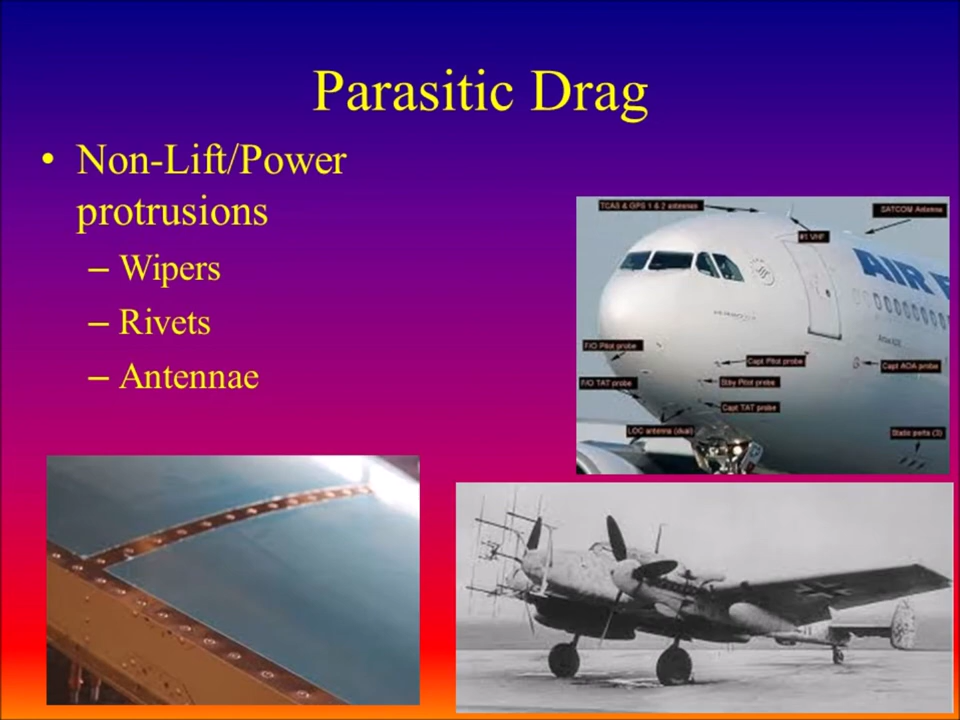 Parasitic Drag
• Non-Lift/Power
protrusions
– Wipers
– Rivets
– Antennae
TCAS & GPS 1 & 2 antennaes
SATCOM Antenna
#1 VHF
AIR F
F/O Pitot probe
Capt Pitot probe
Capt AOA probe
F/O TAT probe
Stby Pitot probe
Capt TAT probe
LOC antenna (dual)
Static ports (3)